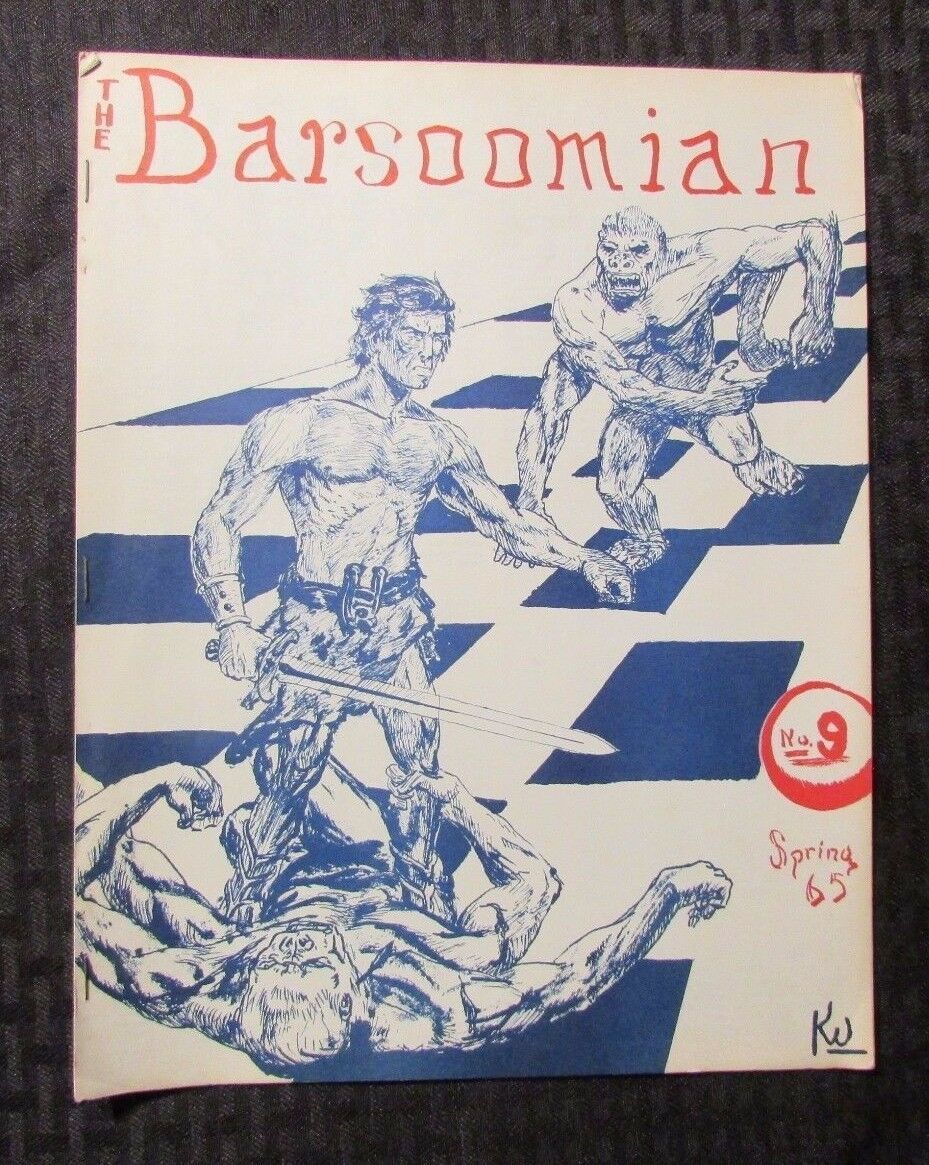 THE
Barsoomian
No. 9
Spring
65
KW